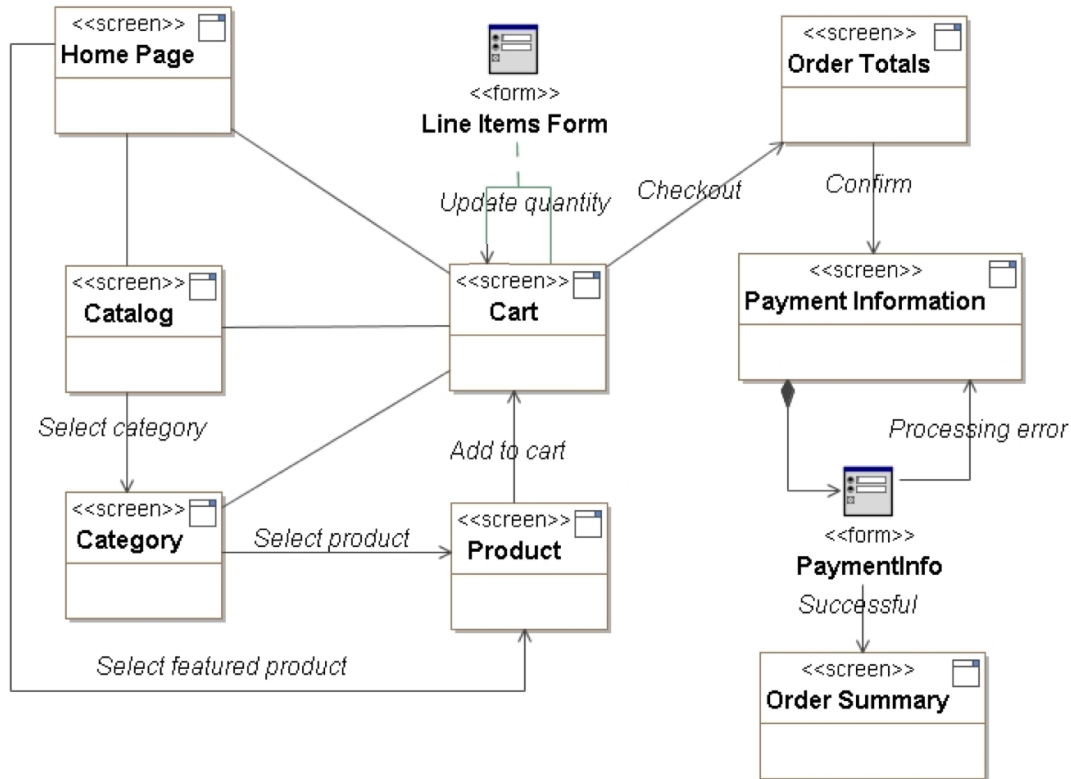 <<screen>>
Home Page
<<form>>
Line Items Form
<<screen>>
Order Totals
Update quantity
Checkout
Confirm
<<screen>>
Catalog
<<screen>>
Cart
<<screen>>
Payment Information
Select category
Add to cart
Processing error
<<screen>>
Category
Select product
<<screen>>
Product
<<form>>
PaymentInfo
Successful
Select featured product
<<screen>>
Order Summary